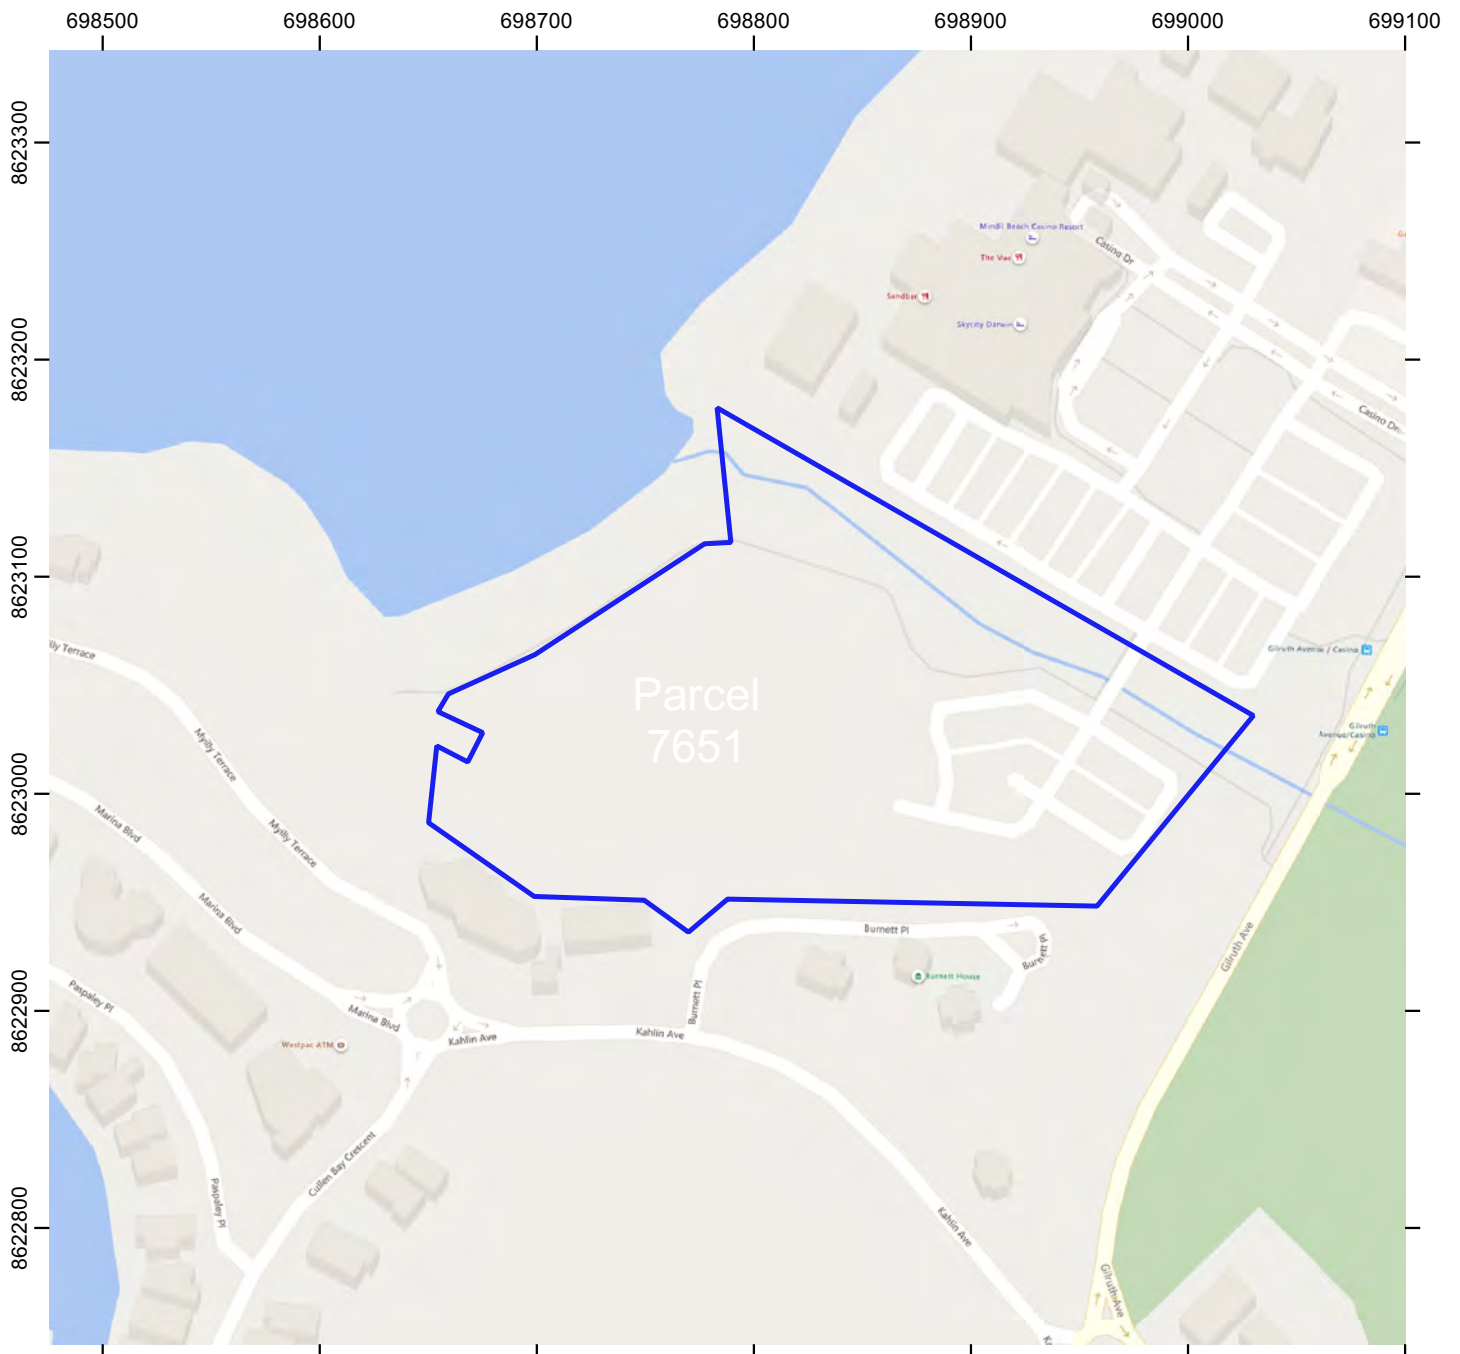 698500
698600
698700
698800
698900
699000
699100
8623300
8623200
8623100
8623000
8622900
8622800
Mindil Beach Casino Resort
The Vue
Sandbar
Skycity Darwin
Casino Dr
Casino Dr
Gilruth Avenue / Casino
Gilruth
Avenue/Casino
Parcel
7651
illy Terrace
Myilly Terrace
Myilly Terrace
Marina Blvd
Marina Blvd
Marina Blvd
Paspaley Pl
Paspaley Pl
Westpac ATM
Kahlin Ave
Kahlin Ave
Kahlin Ave
Burnett Pl
Burnett Pl
Burnett Pl
Burnett House
Cullen Bay Crescent
Gilruth Ave
Gilruth Ave